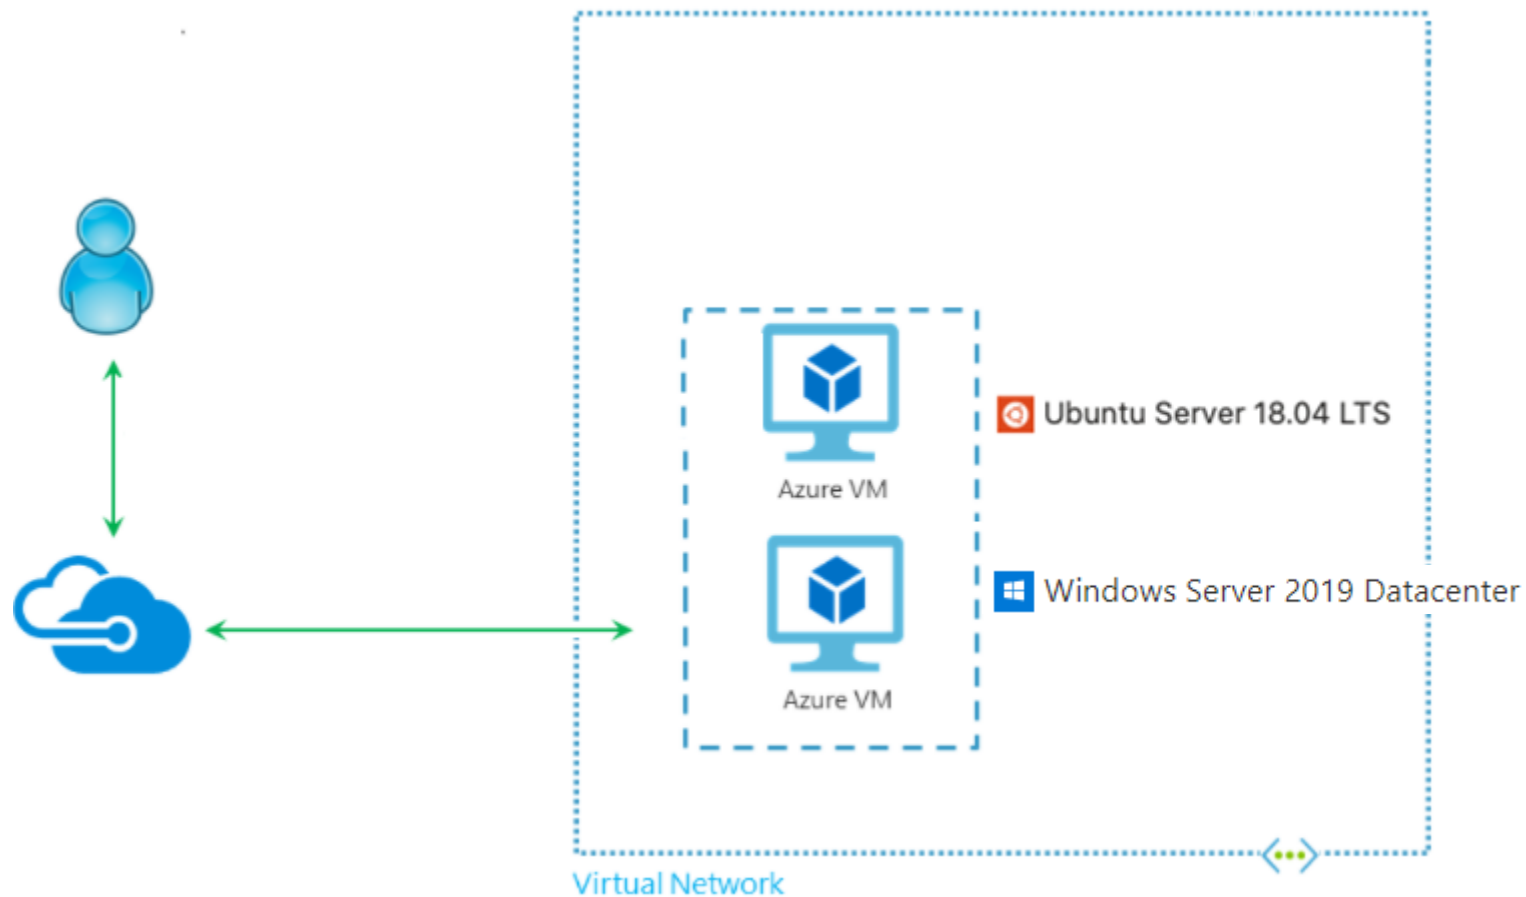 Ubuntu Server 18.04 LTS
Azure VM
Windows Server 2019 Datacenter
Azure VM
Virtual Network